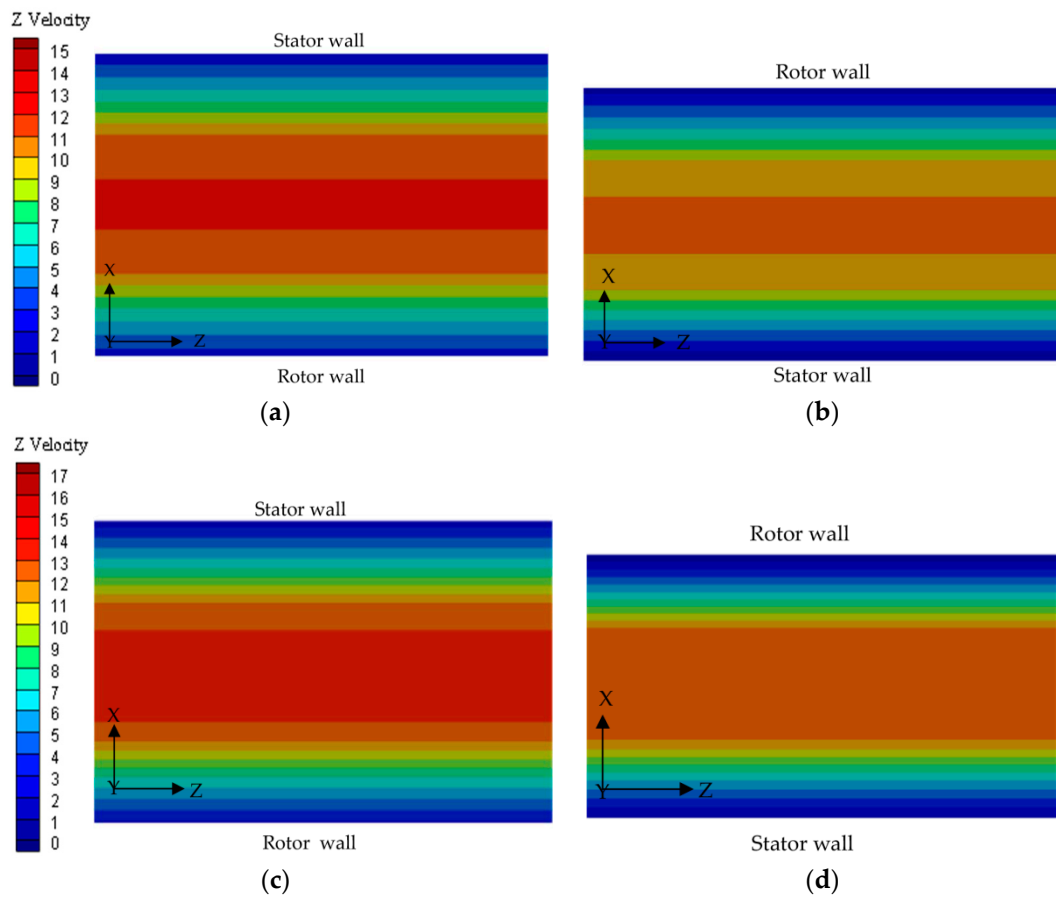 Z Velocity
15
14
13
12
11
10
9
8
7
6
5
4
3
2
1
0
Stator wall
X
Y
Z
Rotor wall
(a)
Rotor wall
X
Y
Z
Stator wall
(b)
Z Velocity
17
16
15
14
13
12
11
10
9
8
7
6
5
4
3
2
1
0
Stator wall
X
Y
Z
Rotor wall
(c)
Rotor wall
X
Y
Z
Stator wall
(d)